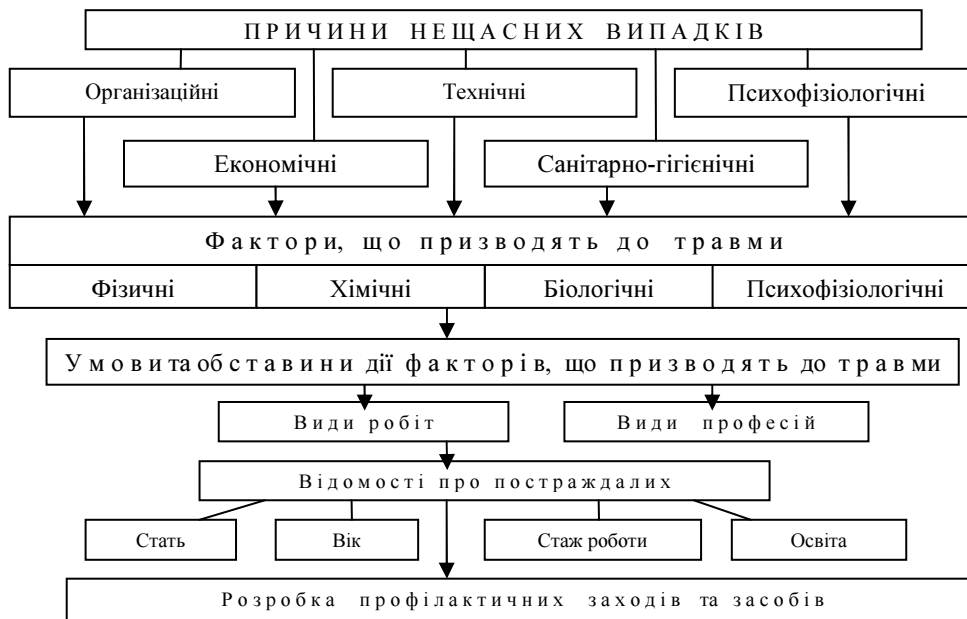 ПРИЧИНИ НЕЩАСНИХ ВИПАДКІВ
Організаційні
Технічні
Психофізіологічні
Економічні
Санітарно-гігієнічні
Фактори, що призводять до травми
Фізичні
Хімічні
Біологічні
Психофізіологічні
Умови та обставини дії факторів, що призводять до травми
Види робіт
Види професій
Відомості про постраждалих
Стать
Вік
Стаж роботи
Освіта
Розробка профілактичних заходів та засобів